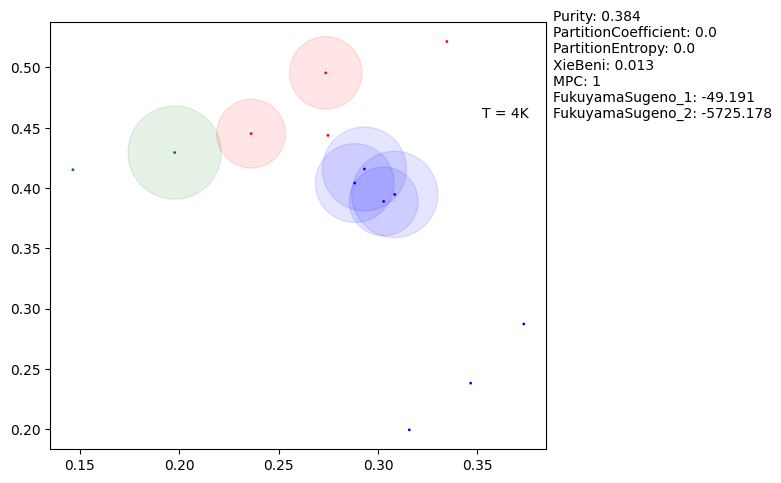 Purity: 0.384
PartitionCoefficient: 0.0
PartitionEntropy: 0.0
XieBeni: 0.013
MPC: 1
FukuyamaSugeno_1: -49.191
FukuyamaSugeno_2: -5725.178
T = 4K
0.50
0.45
0.40
0.35
0.30
0.25
0.20
0.15 0.20 0.25 0.30 0.35